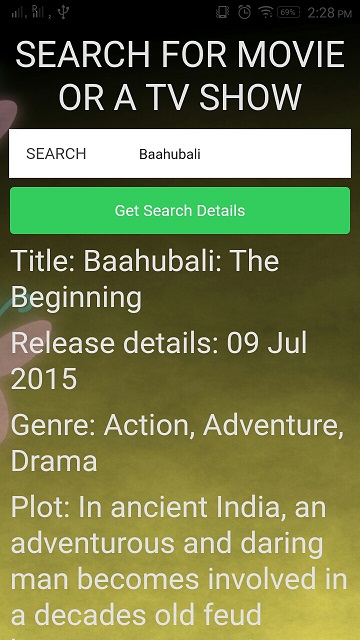 69% 2:28 PM
SEARCH FOR MOVIE
OR A TV SHOW
SEARCH Baahubali
Get Search Details
Title: Baahubali: The
Beginning
Release details: 09 Jul
2015
Genre: Action, Adventure,
Drama
Plot: In ancient India, an
adventurous and daring
man becomes involved in
a decades old feud